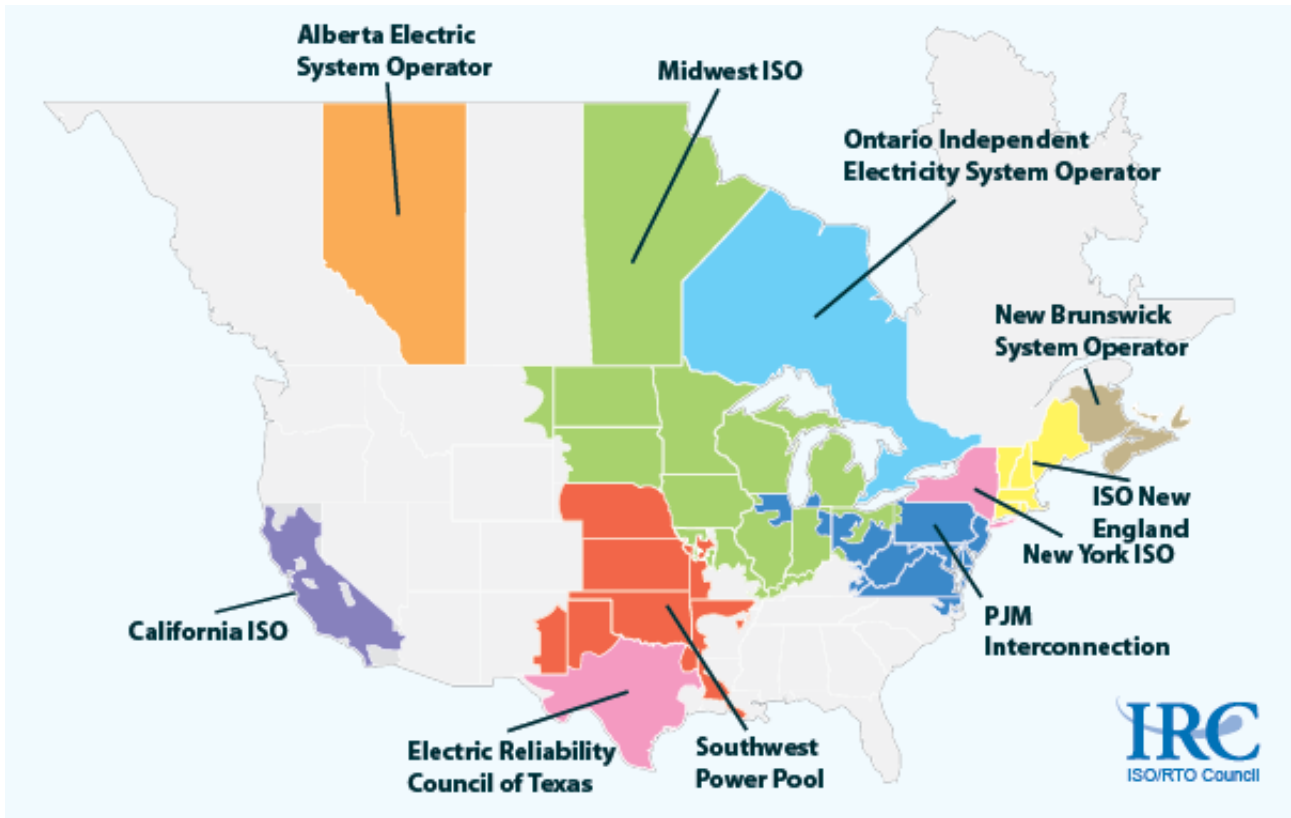 Alberta Electric
System Operator
Midwest ISO
Ontario Independent
Electricity System Operator
New Brunswick
System Operator
ISO New
England
New York ISO
California ISO
PJM
Interconnection
Electric Reliability
Council of Texas
Southwest
Power Pool
IRC
ISO/RTO Council